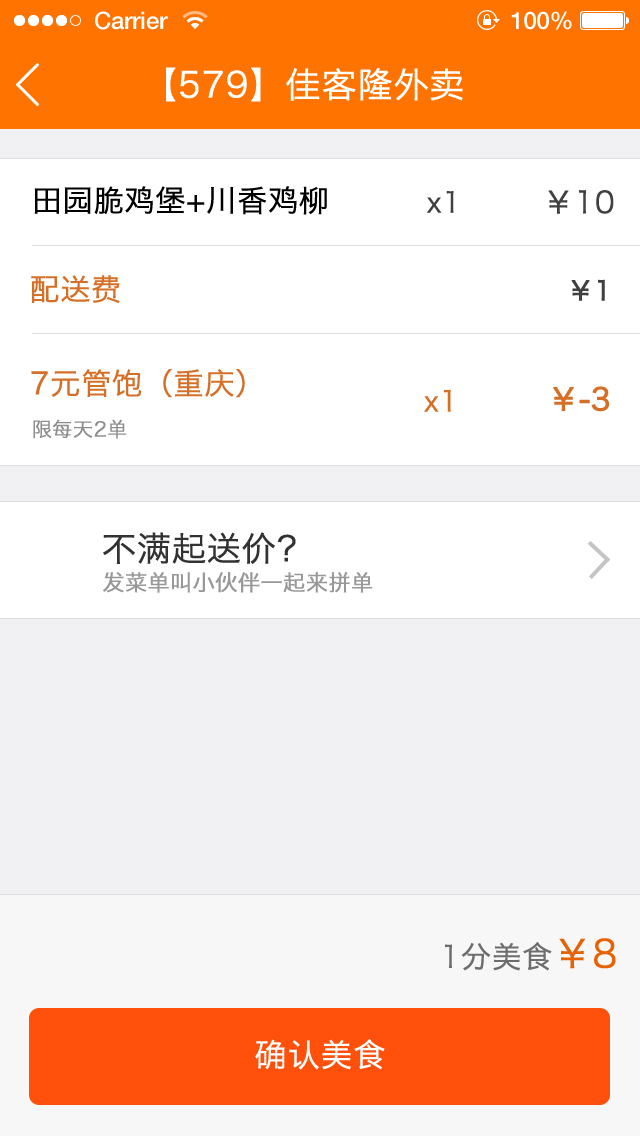 Carrier 100%
【579】佳客隆外卖
田园脆鸡堡+川香鸡柳 x1 ￥10
配送费 ￥1
7元管饱（重庆） x1 ￥-3
限每天2单
不满起送价?
发菜单叫小伙伴一起来拼单
1分美食￥8
确认美食